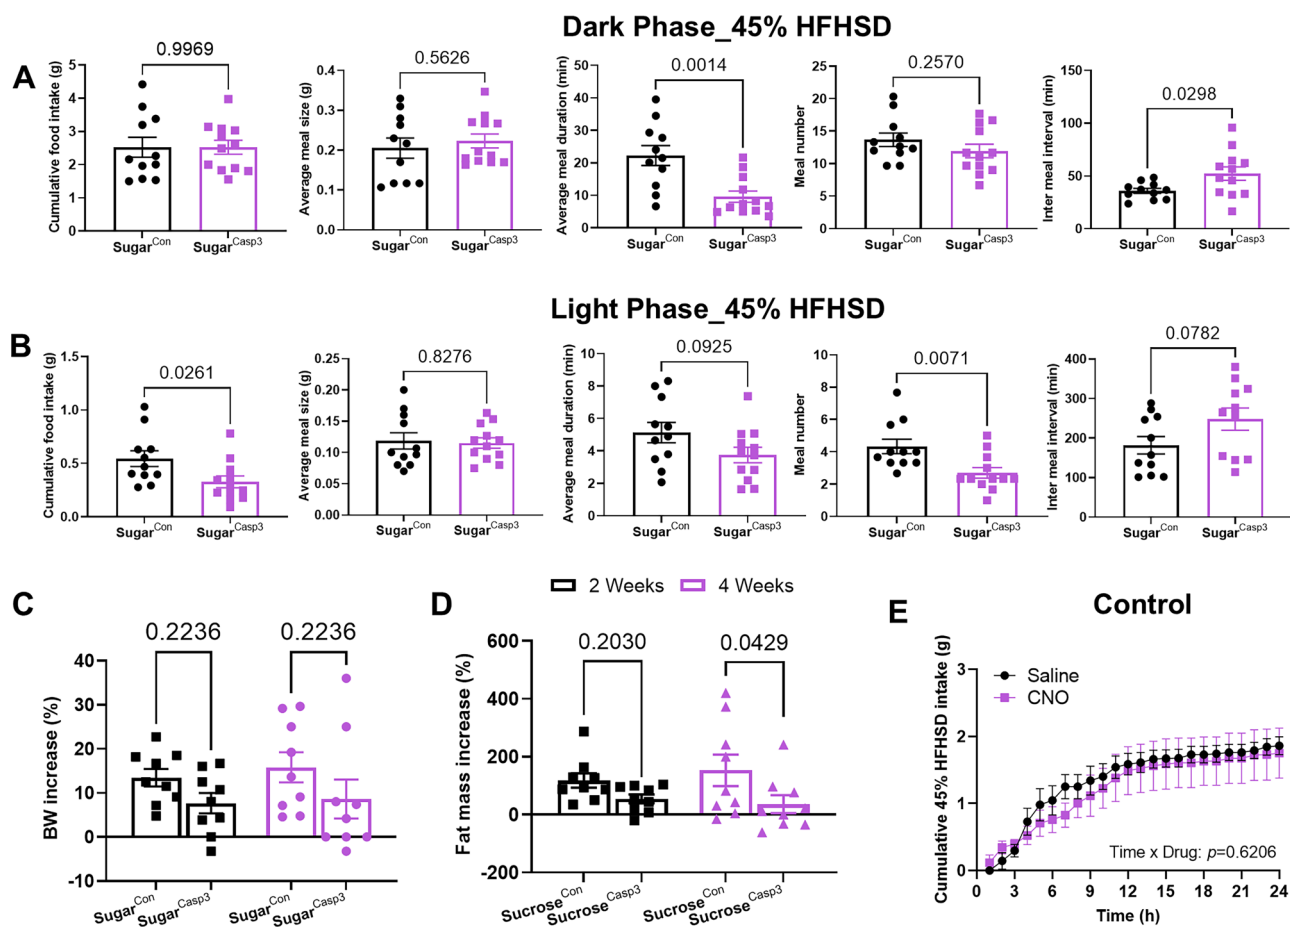 Dark Phase_45% HFHSD
A
Cumulative food intake (g)
5
4
3
2
1
0
0.9969
Sugar^Con Sugar^Casp3
Average meal size (g)
0.4
0.3
0.2
0.1
0.0
0.5626
Sugar^Con Sugar^Casp3
Average meal duration (min)
50
40
30
20
10
0
0.0014
Sugar^Con Sugar^Casp3
Meal number
25
20
15
10
5
0
0.2570
Sugar^Con Sugar^Casp3
Inter meal interval (min)
150
100
50
0
0.0298
Sugar^Con Sugar^Casp3
Light Phase_45% HFHSD
B
Cumulative food intake (g)
1.5
1.0
0.5
0.0
0.0261
Sugar^Con Sugar^Casp3
Average meal size (g)
0.25
0.20
0.15
0.10
0.05
0.00
0.8276
Sugar^Con Sugar^Casp3
Average meal duration (min)
10
8
6
4
2
0
0.0925
Sugar^Con Sugar^Casp3
Meal number
10
8
6
4
2
0
0.0071
Sugar^Con Sugar^Casp3
Inter meal interval (min)
400
300
200
100
0
0.0782
Sugar^Con Sugar^Casp3
2 Weeks 4 Weeks
C
BW increase (%)
40
30
20
10
0
-10
0.2236 0.2236
Sugar^Con Sugar^Casp3 Sugar^Con Sugar^Casp3
D
Fat mass increase (%)
600
400
200
0
-200
0.2030 0.0429
Sucrose^Con Sucrose^Casp3 Sucrose^Con Sucrose^Casp3
E
Control
Cumulative 45% HFHSD intake (g)
3
2
1
0
Saline
CNO
Time x Drug: p=0.6206
0 3 6 9 12 15 18 21 24
Time (h)